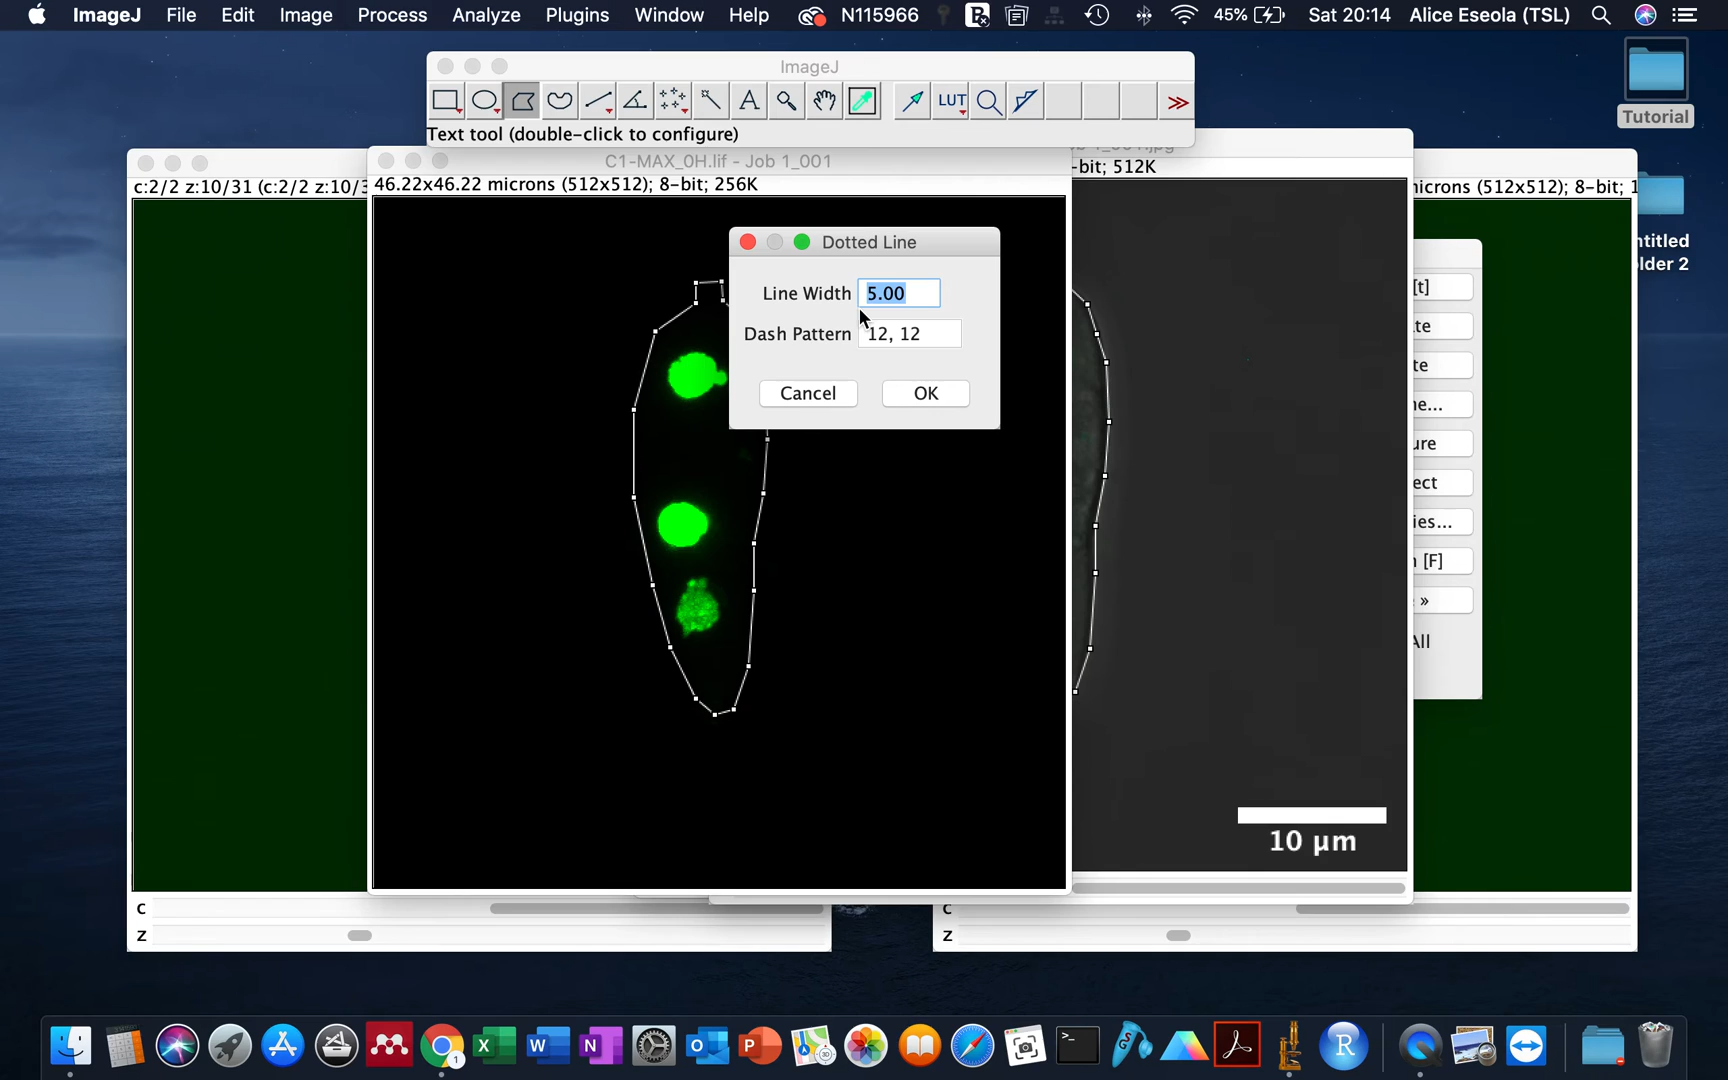 ImageJ File Edit Image Process Analyze Plugins Window Help N115966 45% Sat 20:14 Alice Eseola (TSL)
ImageJ
Tutorial
LUT
Text tool (double-click to configure)
C1-MAX_0H.lif - Job 1_001
46.22x46.22 microns (512x512); 8-bit; 256K
-bit; 512K
c:2/2 z:10/31 (c:2/2 z:10/3
icrons (512x512); 8-bit; 1
ntitled
lder 2
Dotted Line
Line Width 5.00
Dash Pattern 12, 12
Cancel OK
[t]
te
te
ne...
ure
ect
ies...
[F]
»
All
10 µm
C
Z
C
Z